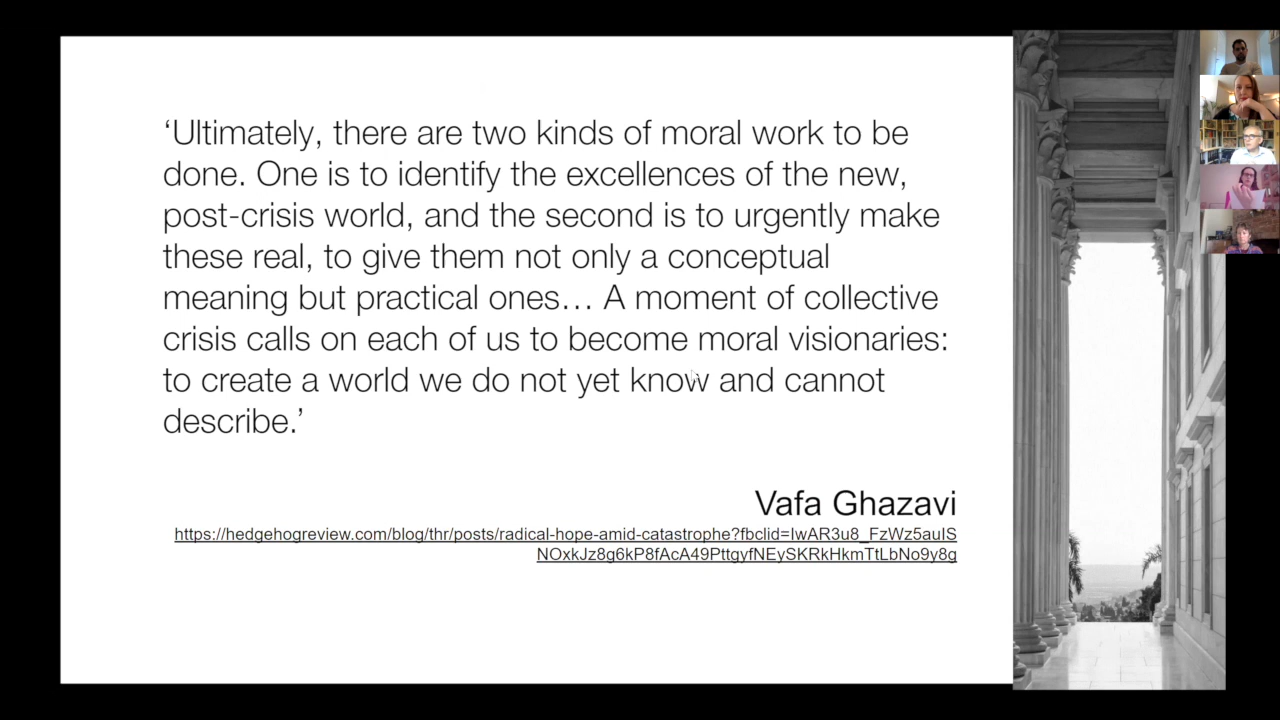 ‘Ultimately, there are two kinds of moral work to be
done. One is to identify the excellences of the new,
post-crisis world, and the second is to urgently make
these real, to give them not only a conceptual
meaning but practical ones… A moment of collective
crisis calls on each of us to become moral visionaries:
to create a world we do not yet know and cannot
describe.’
Vafa Ghazavi
https://hedgehogreview.com/blog/thr/posts/radical-hope-amid-catastrophe?fbclid=IwAR3u8_FzWz5auIS
NOxkJz8g6kP8fAcA49PttgyfNEySKRkHkmTtLbNo9y8g